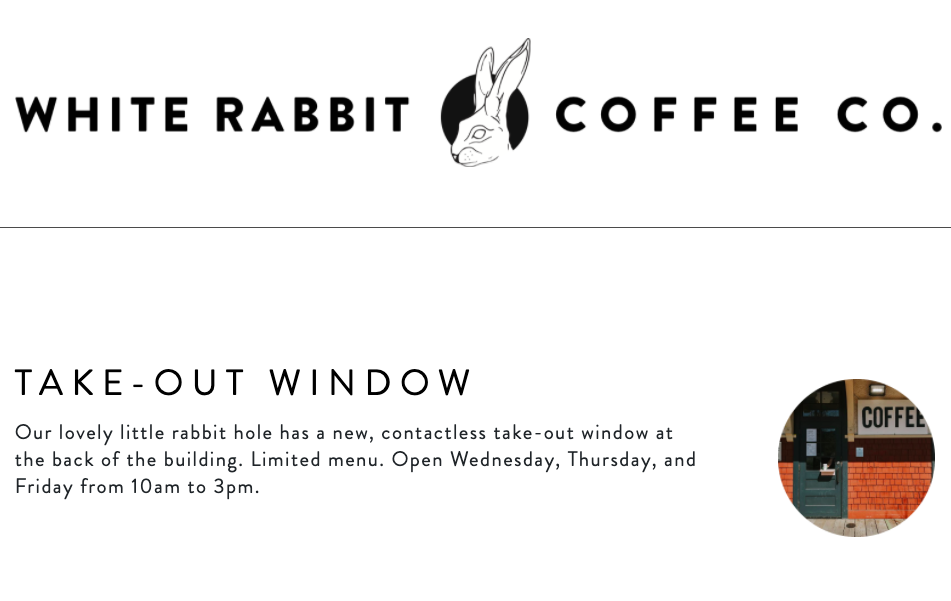 WHITE RABBIT COFFEE CO.
TAKE-OUT WINDOW
Our lovely little rabbit hole has a new, contactless take-out window at
the back of the building. Limited menu. Open Wednesday, Thursday, and
Friday from 10am to 3pm.
COFFEE